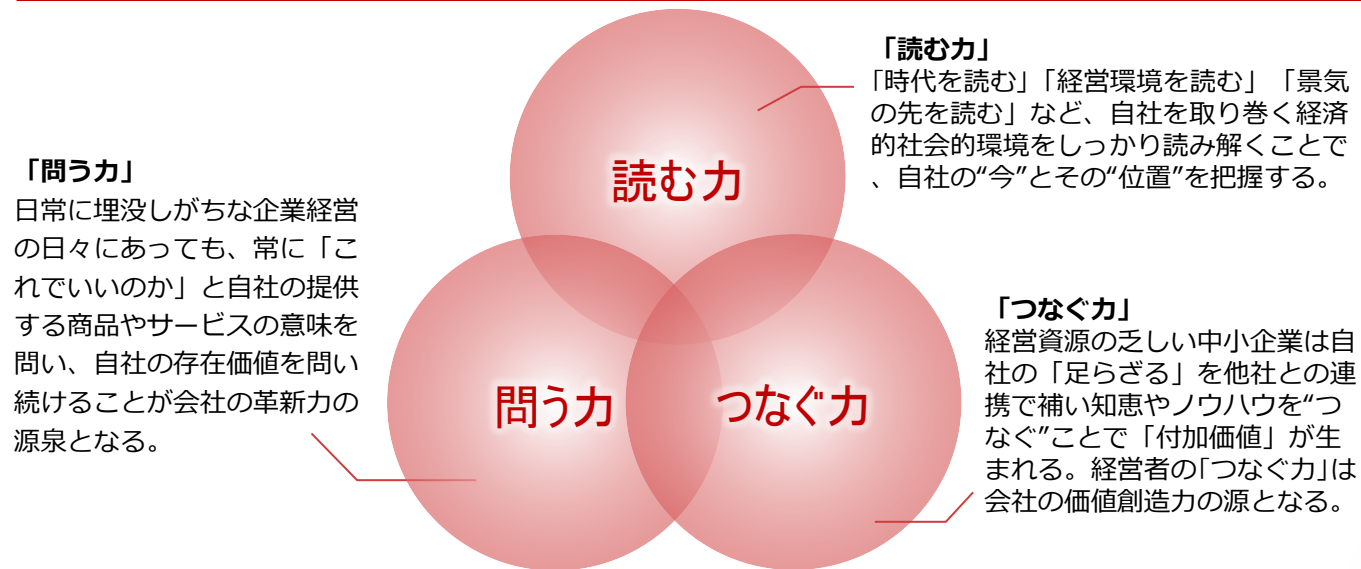 「読む力」
「時代を読む」「経営環境を読む」「景気
の先を読む」など、自社を取り巻く経済
的社会的環境をしっかり読み解くことで
、自社の“今”とその“位置”を把握する。
読む力
「問う力」
日常に埋没しがちな企業経営
の日々にあっても、常に「こ
れでいいのか」と自社の提供
する商品やサービスの意味を
問い、自社の存在価値を問い
続けることが会社の革新力の
源泉となる。
問う力
つなぐ力
「つなぐ力」
経営資源の乏しい中小企業は自
社の「足らざる」を他社との連
携で補い知恵やノウハウを“つ
なぐ”ことで「付加価値」が生
まれる。経営者の｢つなぐ力｣は
会社の価値創造力の源となる。